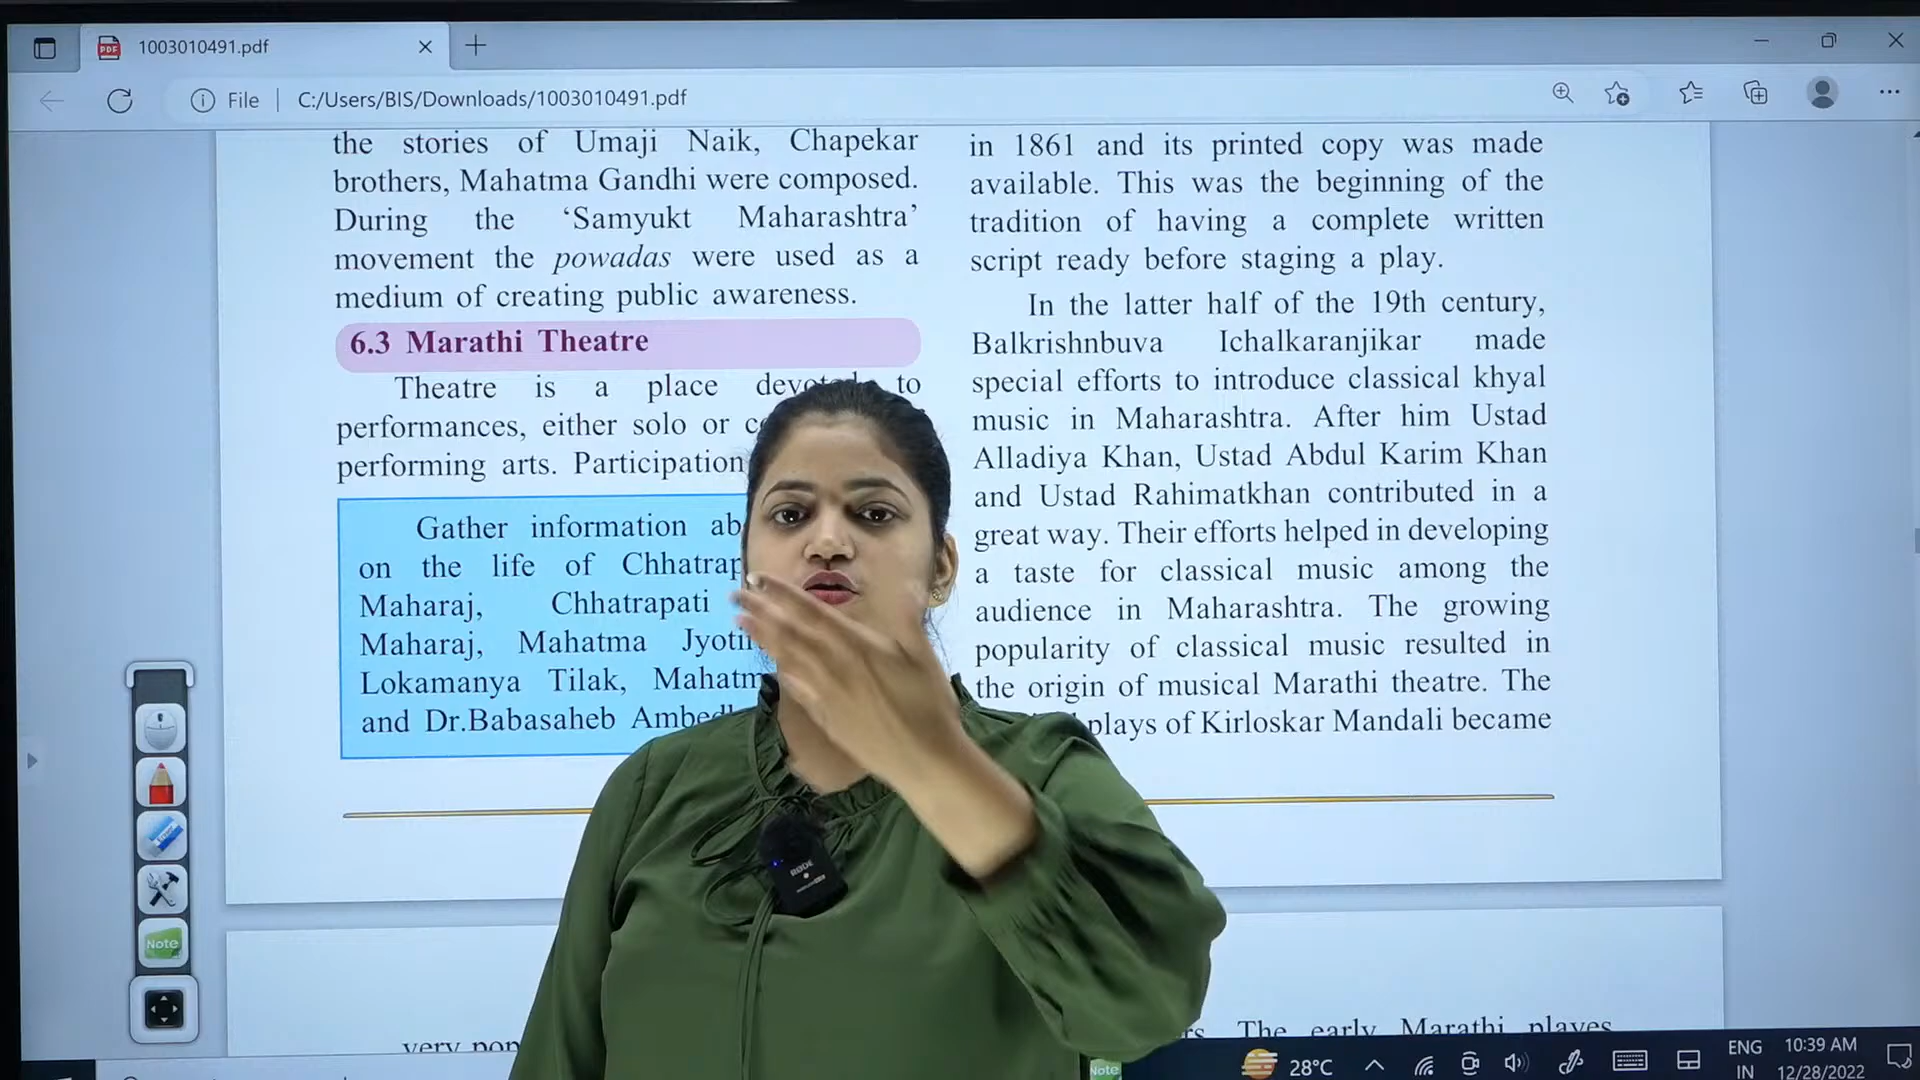 1003010491.pdf
File
C:/Users/BIS/Downloads/1003010491.pdf
the stories of Umaji Naik, Chapekar
brothers, Mahatma Gandhi were composed.
During the ‘Samyukt Maharashtra’
movement the powadas were used as a
medium of creating public awareness.
6.3 Marathi Theatre
Theatre is a place devoted to
performances, either solo or
performing arts. Participation
Gather information
on the life of
Maharaj, Chhatrapati
Maharaj, Mahatma
Lokamanya Tilak,
and Dr.Babasaheb
in 1861 and its printed copy was made
available. This was the beginning of the
tradition of having a complete written
script ready before staging a play.
In the latter half of the 19th century,
Balkrishnbuva Ichalkaranjikar made
special efforts to introduce classical khyal
music in Maharashtra. After him Ustad
Alladiya Khan, Ustad Abdul Karim Khan
and Ustad Rahimatkhan contributed in a
great way. Their efforts helped in developing
a taste for classical music among the
audience in Maharashtra. The growing
popularity of classical music resulted in
the origin of musical Marathi theatre. The
plays of Kirloskar Mandali became
very
The early Marathi playes
Note
RODE
Note
28°C
ENG
IN
10:39 AM
12/28/2022